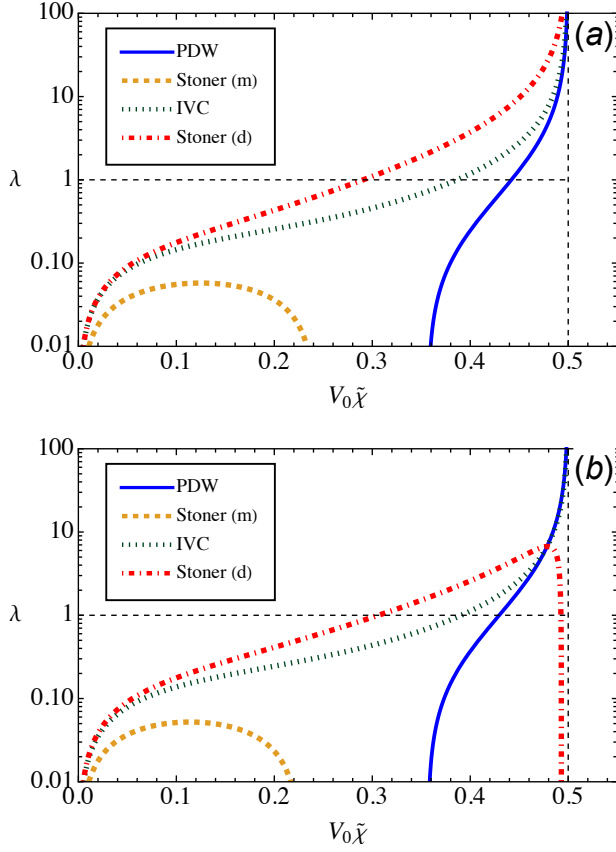 (a)
PDW
Stoner (m)
IVC
Stoner (d)
100
10
1
0.10
0.01
λ
0.0 0.1 0.2 0.3 0.4 0.5
V₀χ̃
(b)
PDW
Stoner (m)
IVC
Stoner (d)
100
10
1
0.10
0.01
λ
0.0 0.1 0.2 0.3 0.4 0.5
V₀χ̃